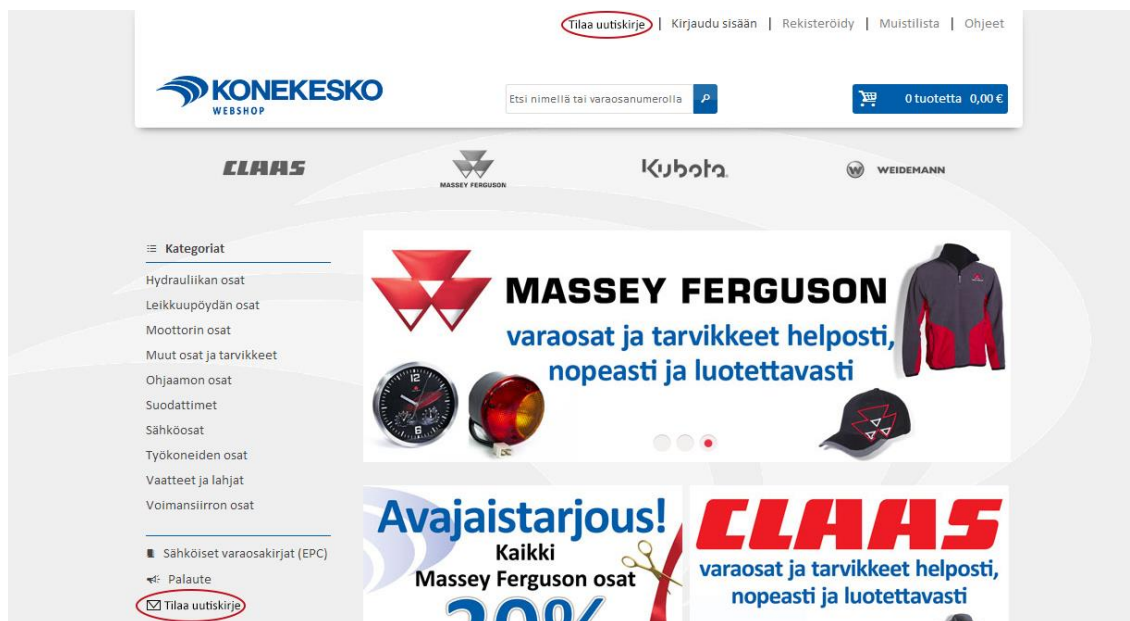 Tilaa uutiskirje | Kirjaudu sisään | Rekisteröidy | Muistilista | Ohjeet
KONEKESKO
WEBSHOP
Etsi nimellä tai varaosanumerolla
0 tuotetta 0,00 €
CLAAS
MASSEY FERGUSON
Kubota
WEIDEMANN
Kategoriat
Hydrauliikan osat
Leikkuupöydän osat
Moottorin osat
Muut osat ja tarvikkeet
Ohjaamon osat
Suodattimet
Sähköosat
Työkoneiden osat
Vaatteet ja lahjat
Voimansiirron osat
Sähköiset varaosakirjat (EPC)
Palaute
Tilaa uutiskirje
MASSEY FERGUSON
varaosat ja tarvikkeet helposti,
nopeasti ja luotettavasti
Avajaistarjous!
Kaikki
Massey Ferguson osat
CLAAS
varaosat ja tarvikkeet helposti,
nopeasti ja luotettavasti